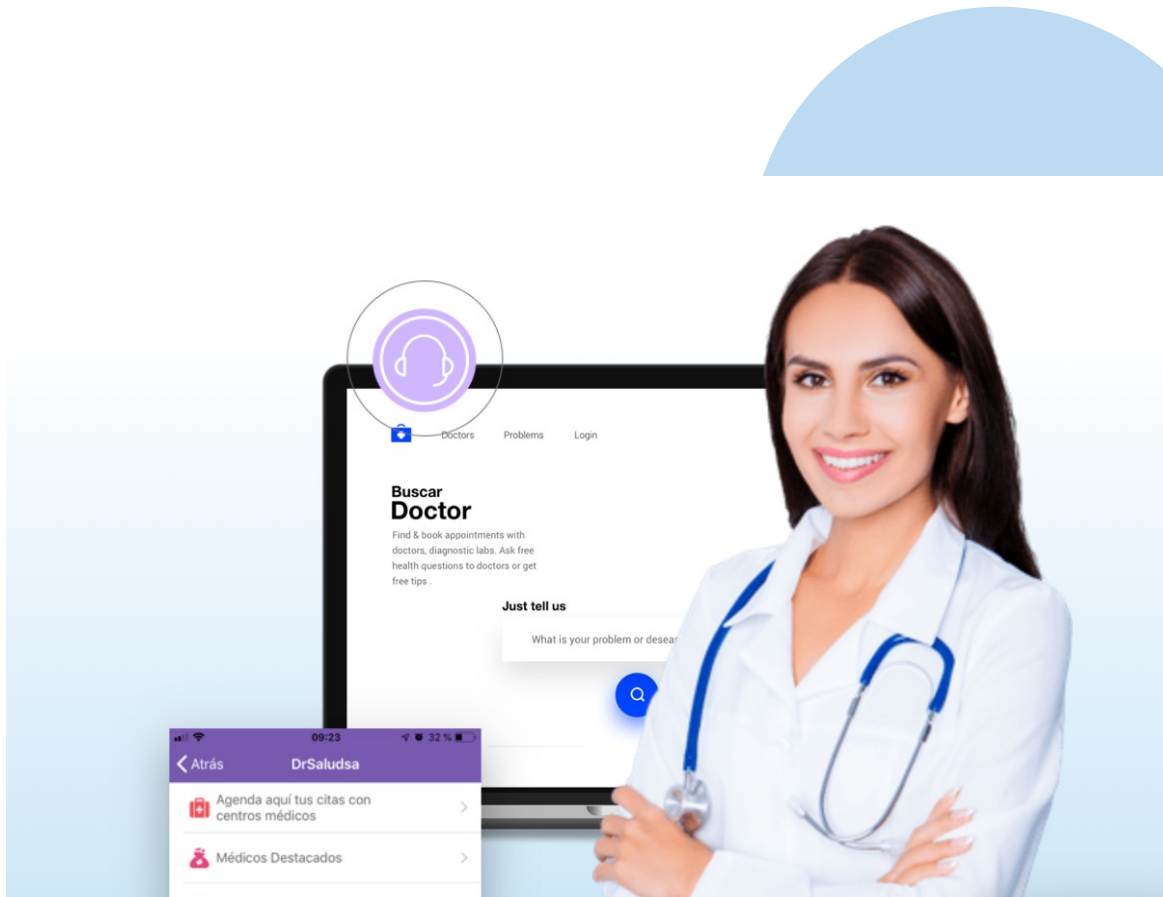 Doctors Problems Login
Buscar
Doctor
Find & book appointments with
doctors, diagnostic labs. Ask free
health questions to doctors or get
free tips .
Just tell us
What is your problem or deseas
09:23 32 %
Atrás DrSaludsa
Agenda aquí tus citas con
centros médicos
Médicos Destacados